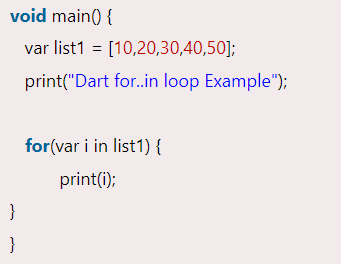 void main() {
var list1 = [10,20,30,40,50];
print("Dart for..in loop Example");
for(var i in list1) {
print(i);
}
}